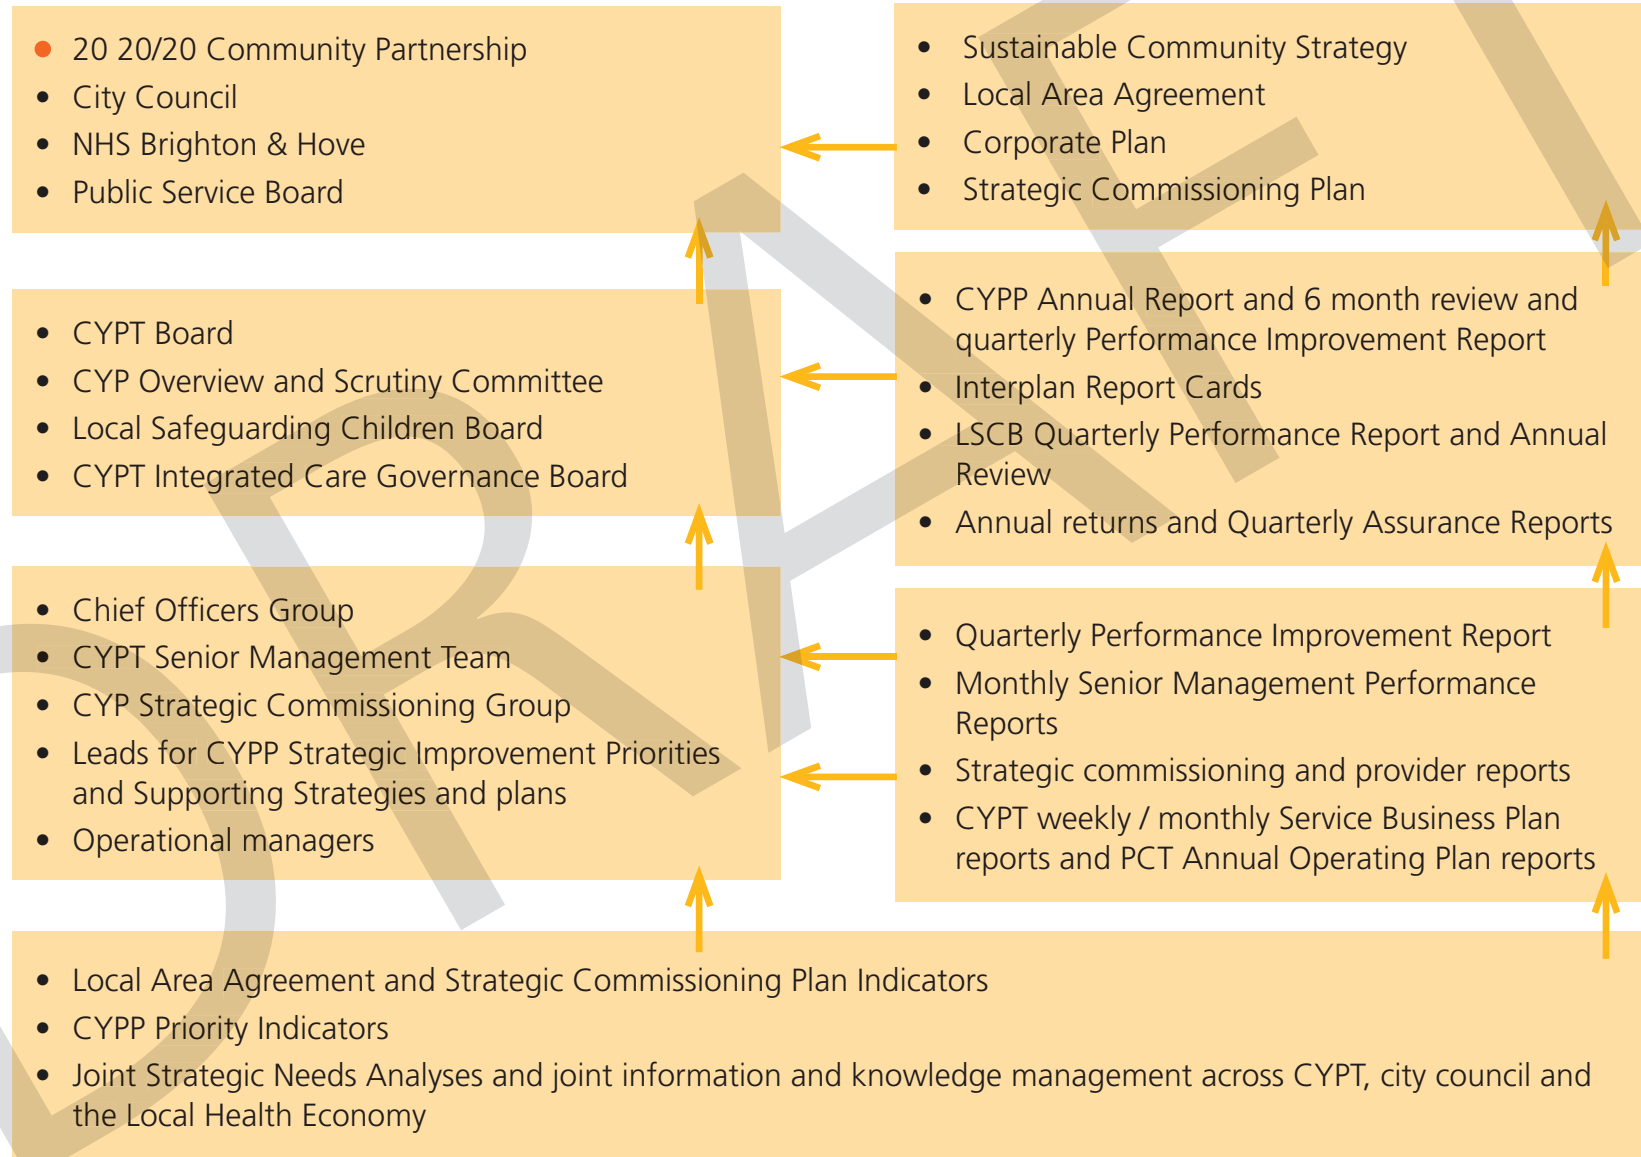 • 20 20/20 Community Partnership
• City Council
• NHS Brighton & Hove
• Public Service Board
• Sustainable Community Strategy
• Local Area Agreement
• Corporate Plan
• Strategic Commissioning Plan
• CYPT Board
• CYP Overview and Scrutiny Committee
• Local Safeguarding Children Board
• CYPT Integrated Care Governance Board
• CYPP Annual Report and 6 month review and
quarterly Performance Improvement Report
• Interplan Report Cards
• LSCB Quarterly Performance Report and Annual
Review
• Annual returns and Quarterly Assurance Reports
• Chief Officers Group
• CYPT Senior Management Team
• CYP Strategic Commissioning Group
• Leads for CYPP Strategic Improvement Priorities
and Supporting Strategies and plans
• Operational managers
• Quarterly Performance Improvement Report
• Monthly Senior Management Performance
Reports
• Strategic commissioning and provider reports
• CYPT weekly / monthly Service Business Plan
reports and PCT Annual Operating Plan reports
• Local Area Agreement and Strategic Commissioning Plan Indicators
• CYPP Priority Indicators
• Joint Strategic Needs Analyses and joint information and knowledge management across CYPT, city council and
the Local Health Economy
DRAFT